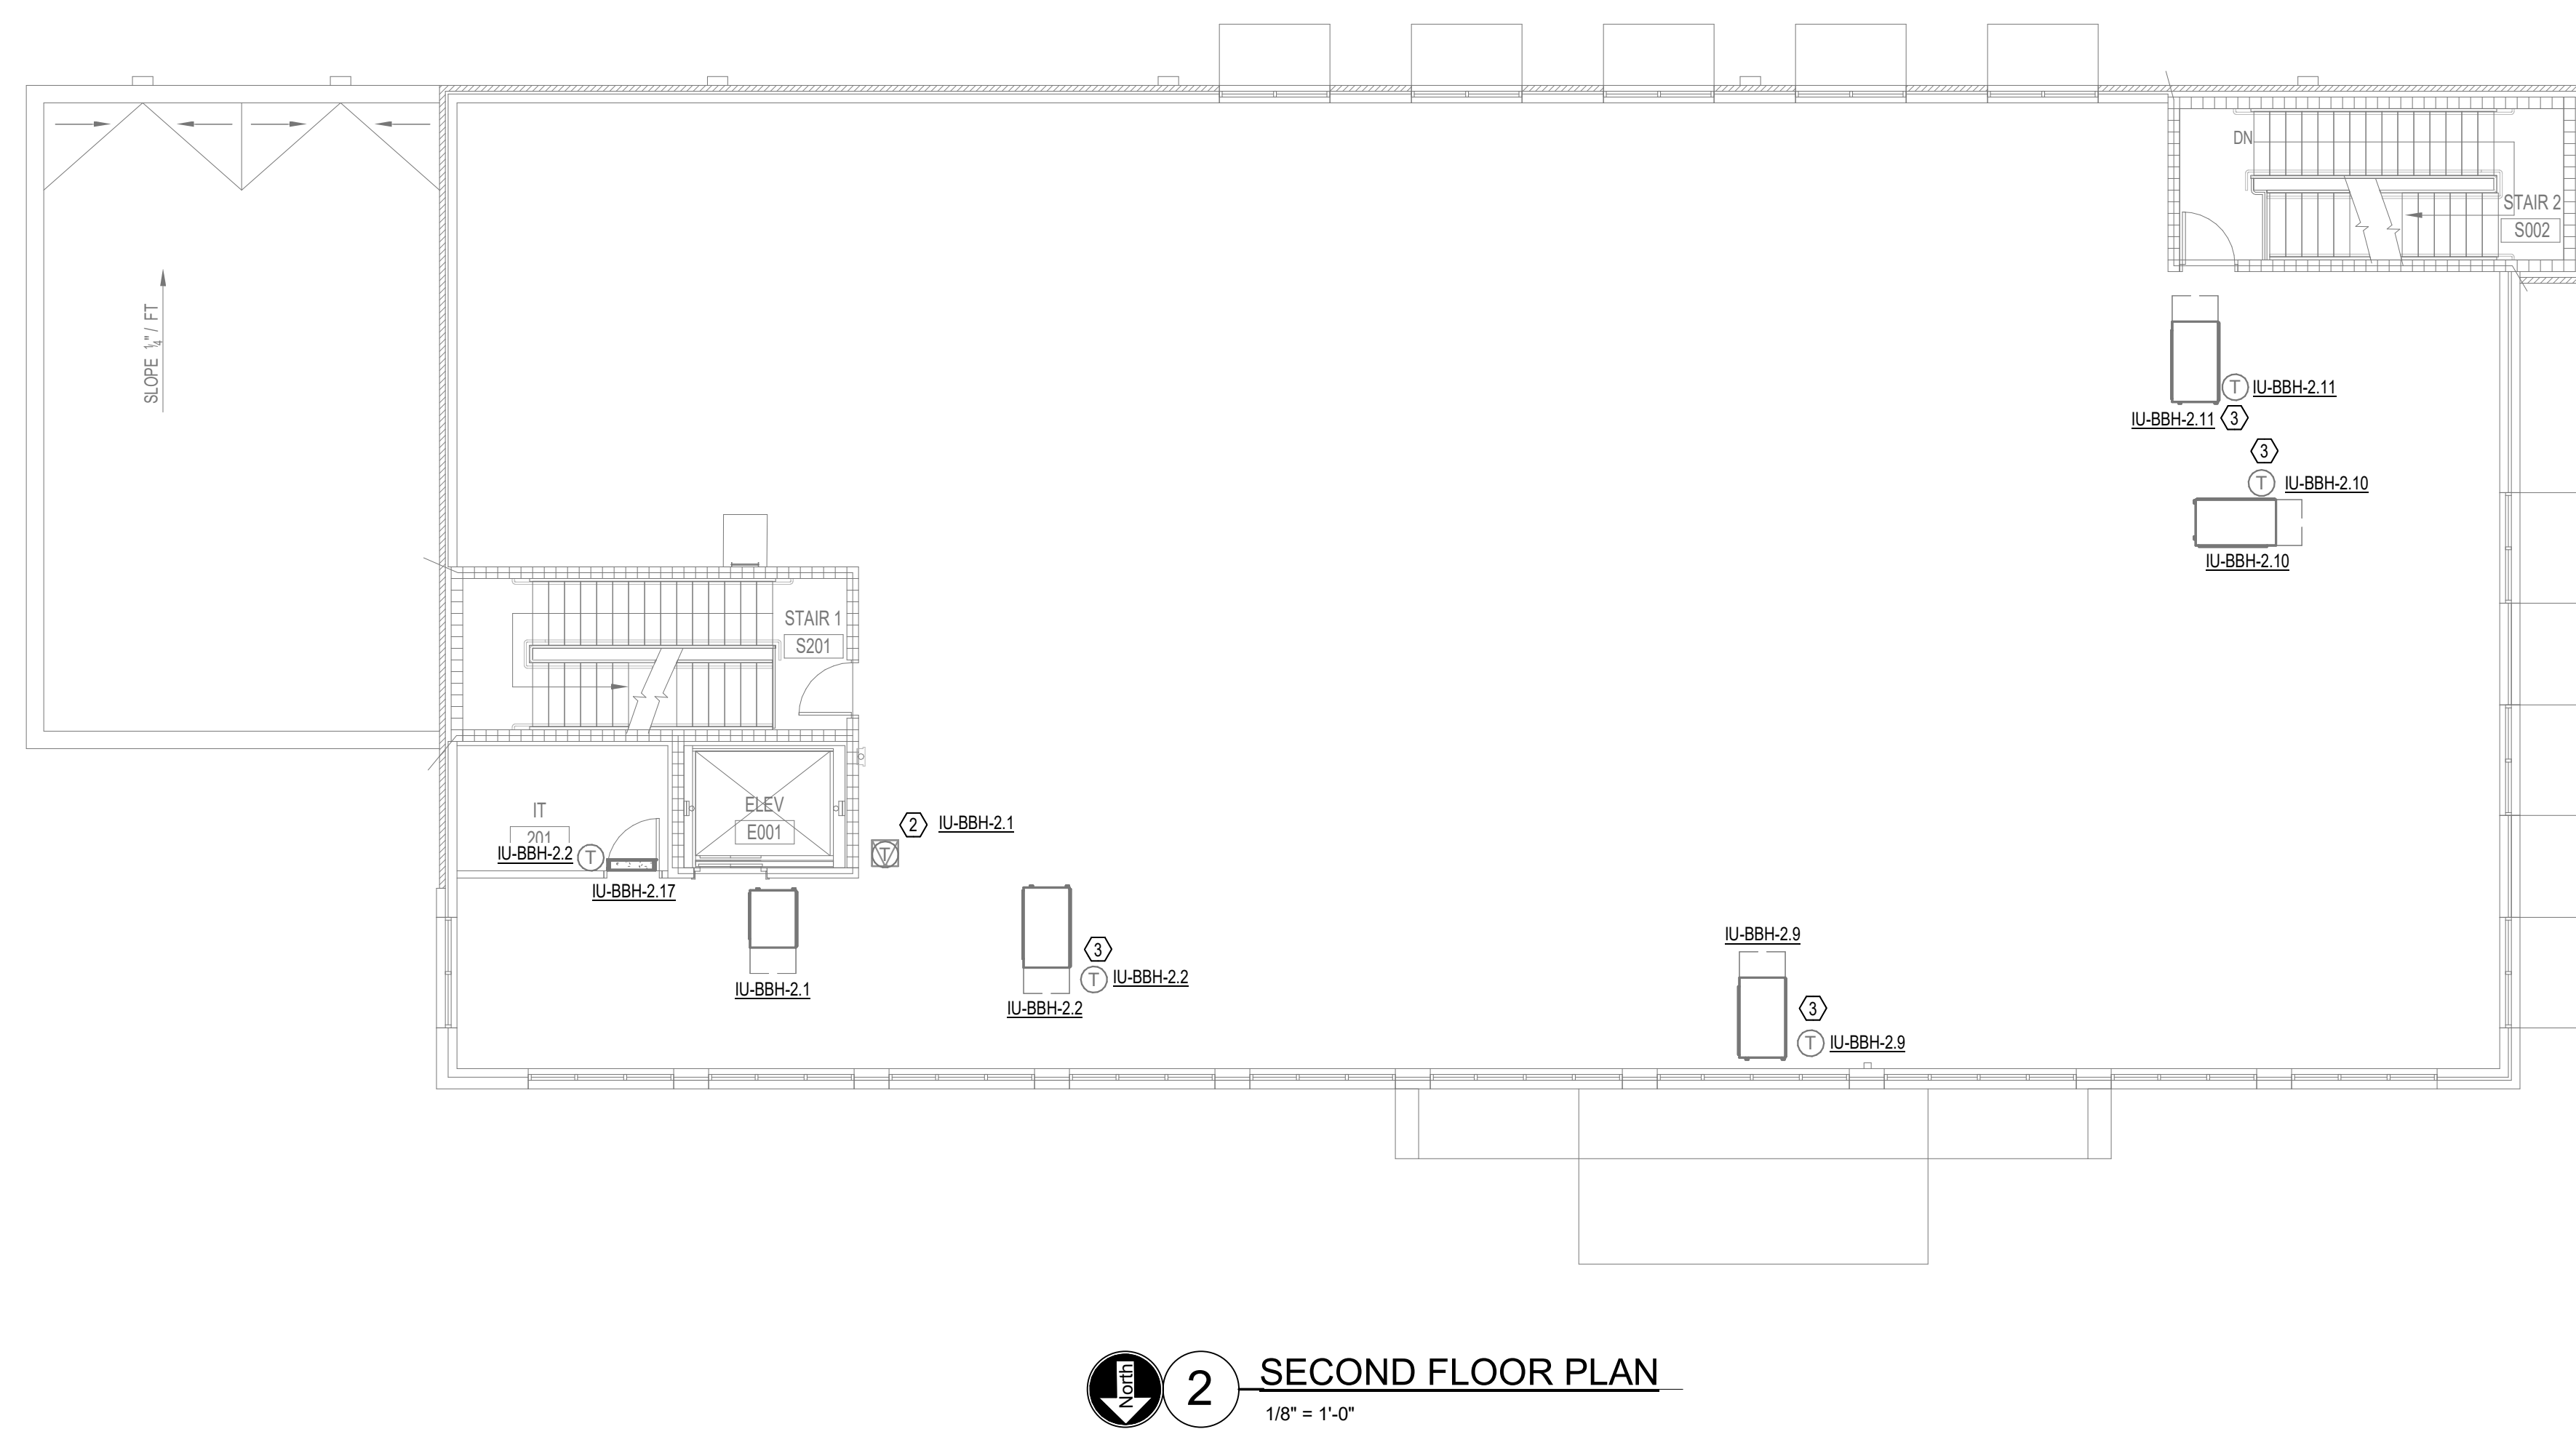 DN
STAIR 2
S002
SLOPE 1/4" / FT
T
IU-BBH-2.11
IU-BBH-2.11
3
3
T
IU-BBH-2.10
IU-BBH-2.10
STAIR 1
S201
IT
201
ELEV
E001
2
IU-BBH-2.1
T
IU-BBH-2.2
T
IU-BBH-2.17
IU-BBH-2.1
3
T
IU-BBH-2.2
IU-BBH-2.2
IU-BBH-2.9
3
T
IU-BBH-2.9
North
2
SECOND FLOOR PLAN
1/8" = 1'-0"